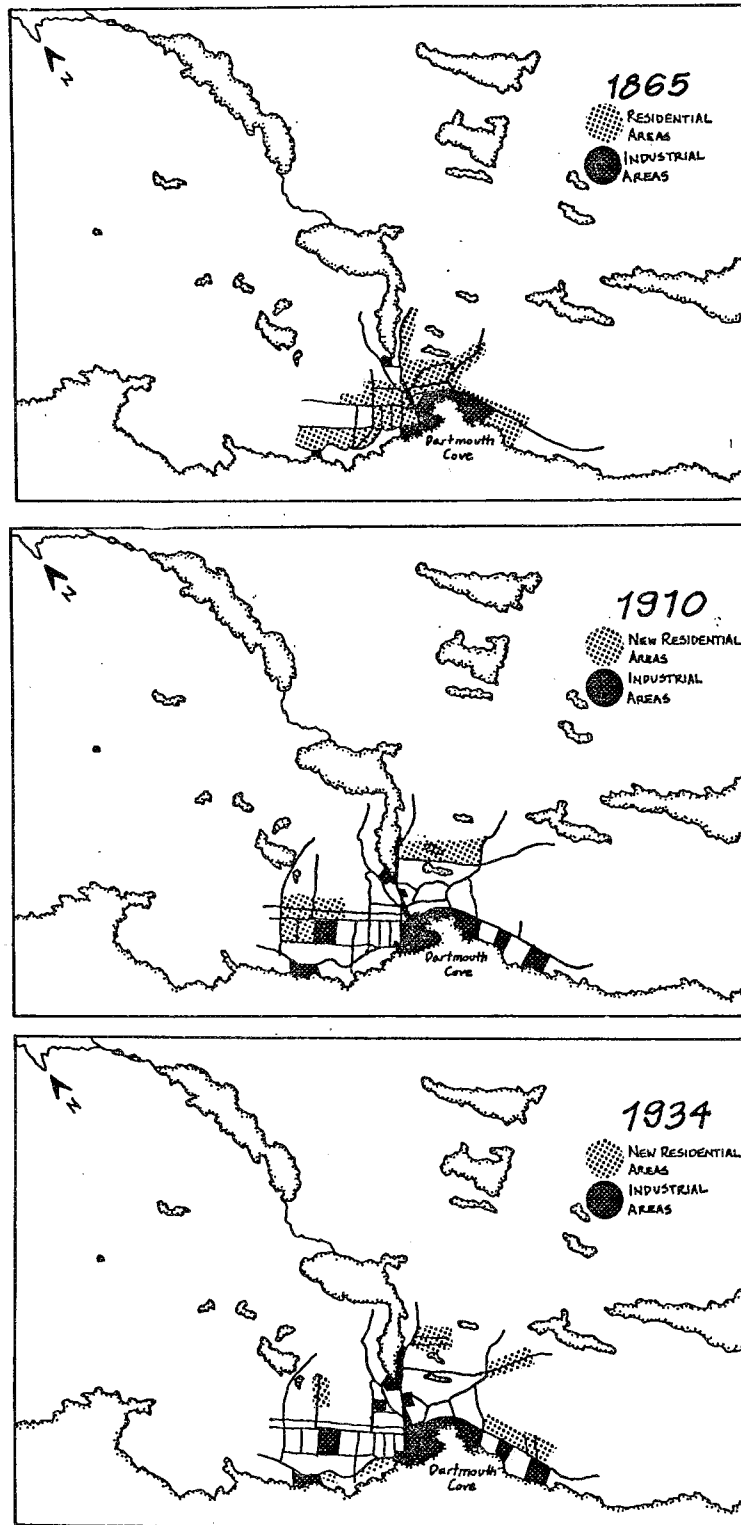 N
1865
RESIDENTIAL
AREAS
INDUSTRIAL
AREAS
Dartmouth
Cove
N
1910
NEW RESIDENTIAL
AREAS
INDUSTRIAL
AREAS
Dartmouth
Cove
N
1934
NEW RESIDENTIAL
AREAS
INDUSTRIAL
AREAS
Dartmouth
Cove